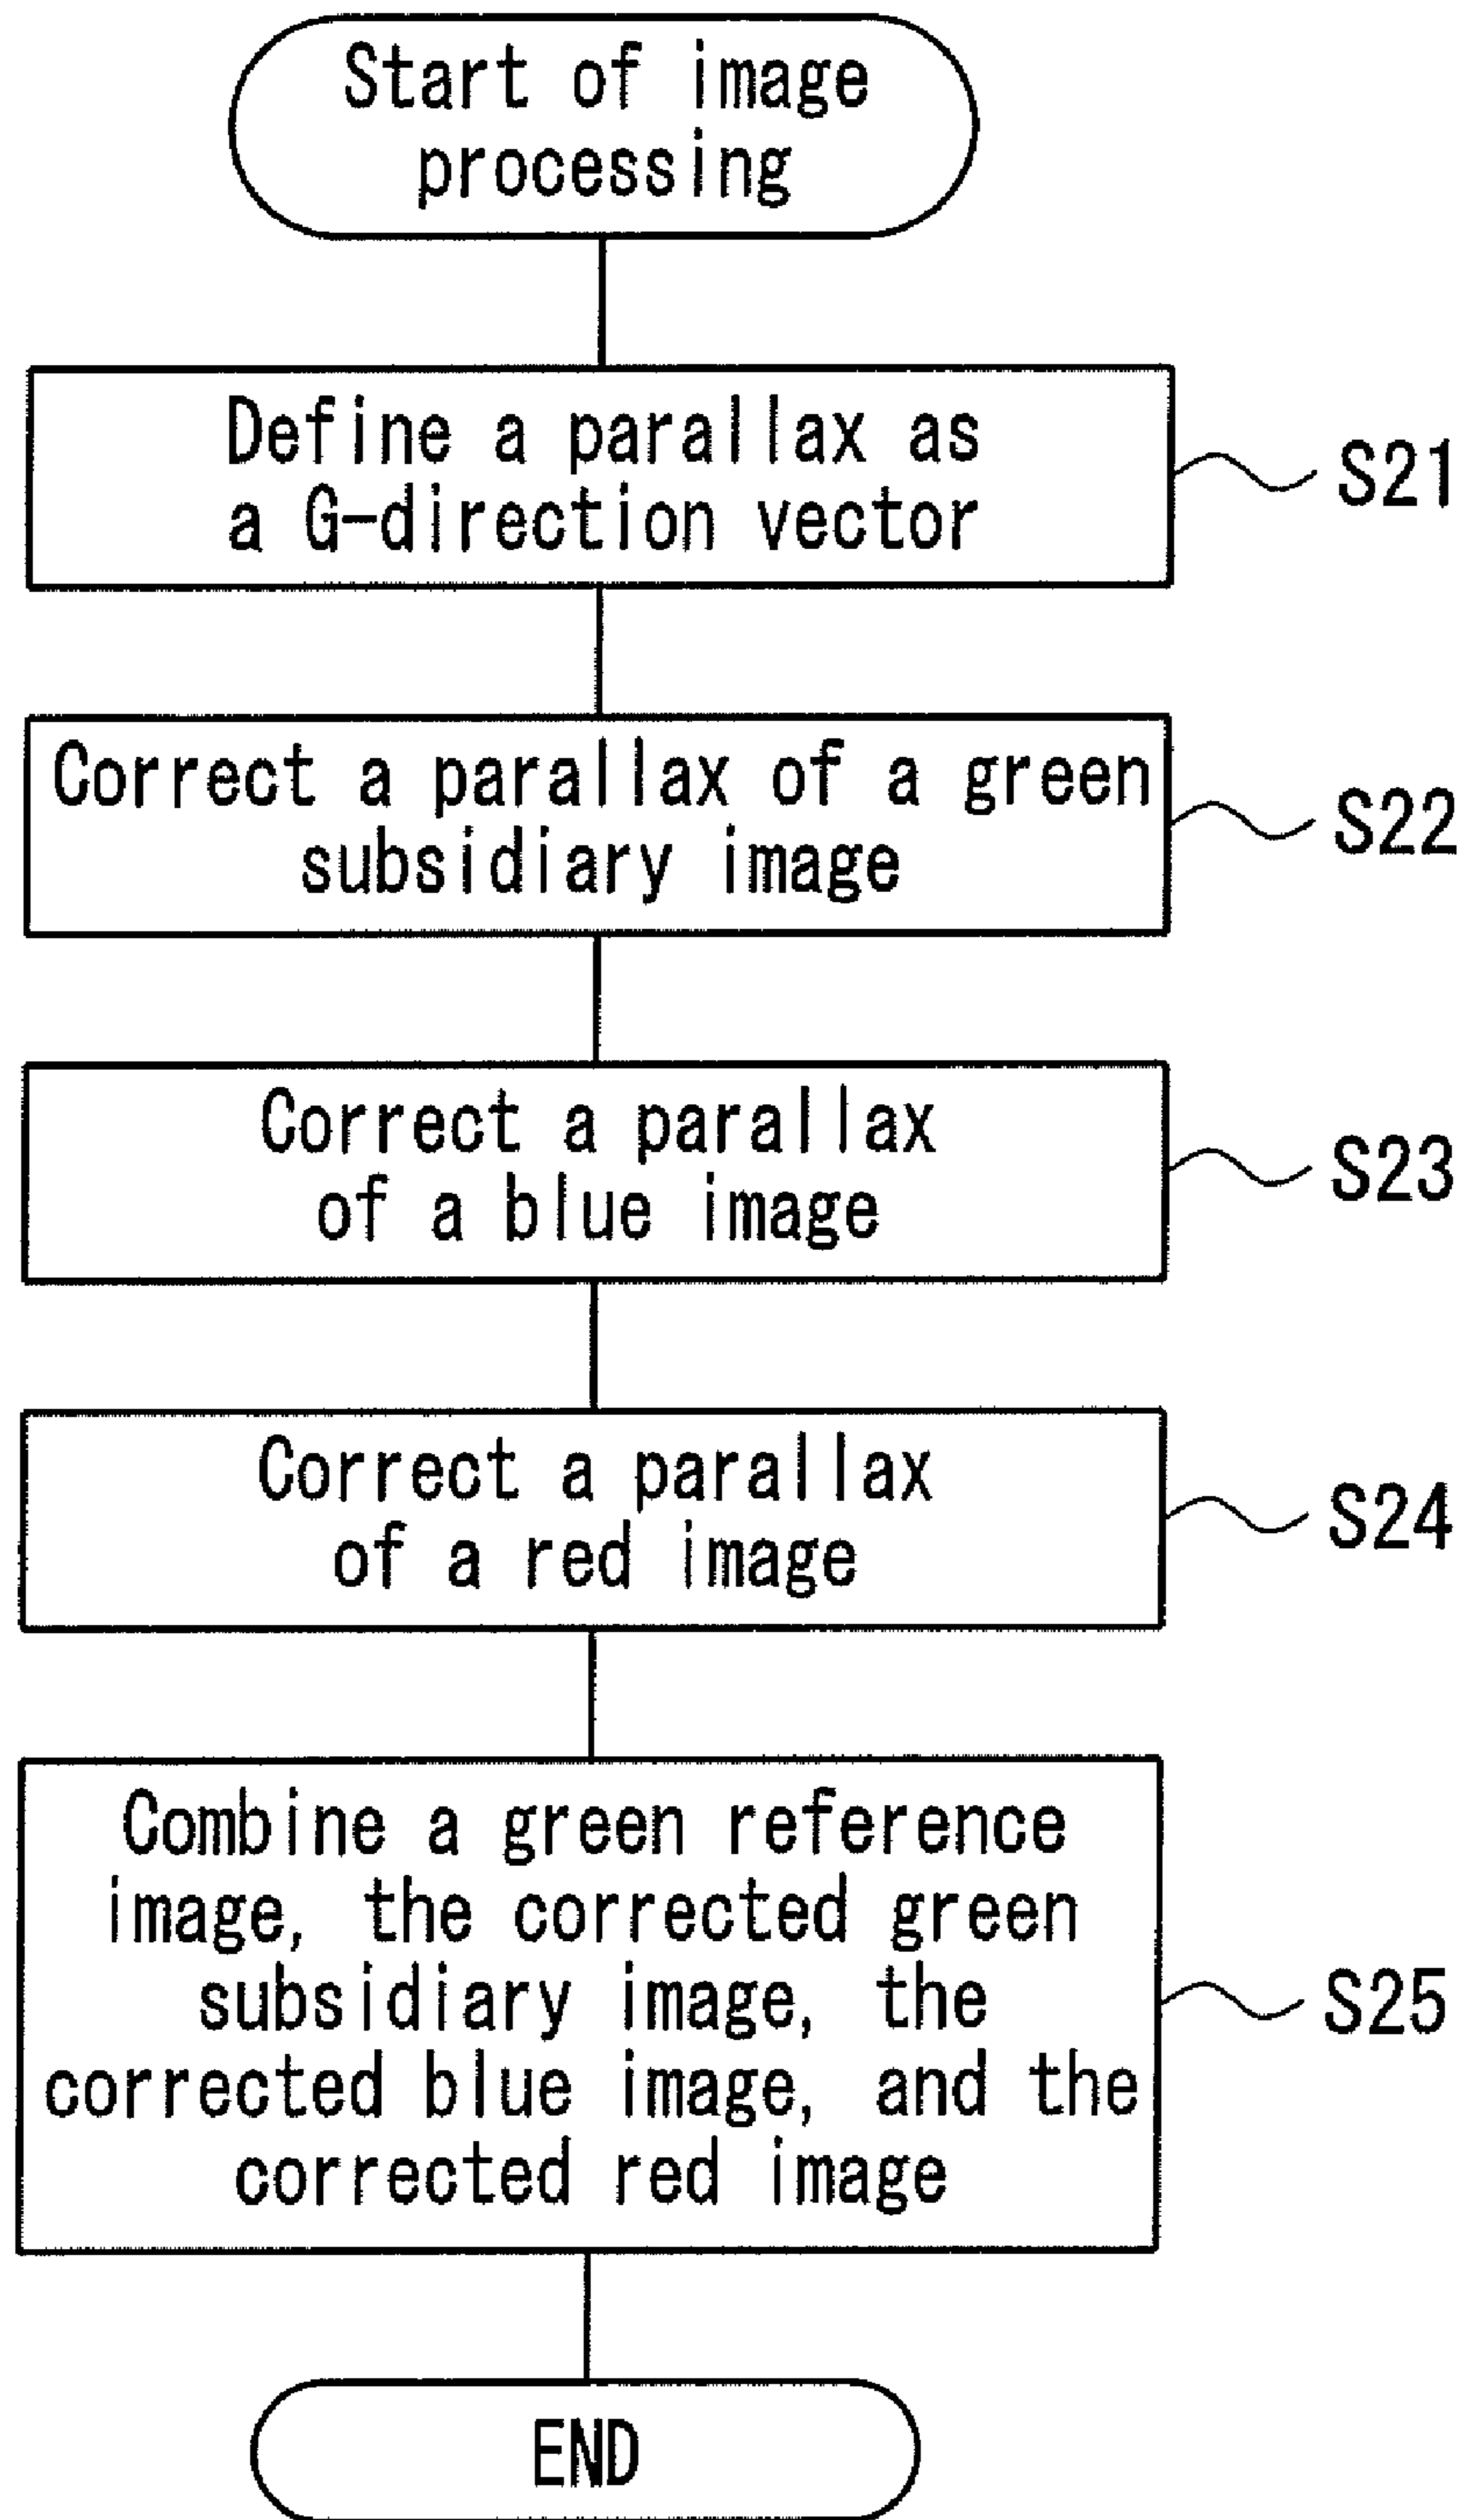 Start of image
processing
Define a parallax as
a G-direction vector
S21
Correct a parallax of a green
subsidiary image
S22
Correct a parallax
of a blue image
S23
Correct a parallax
of a red image
S24
Combine a green reference
image, the corrected green
subsidiary image, the
corrected blue image, and the
corrected red image
S25
END